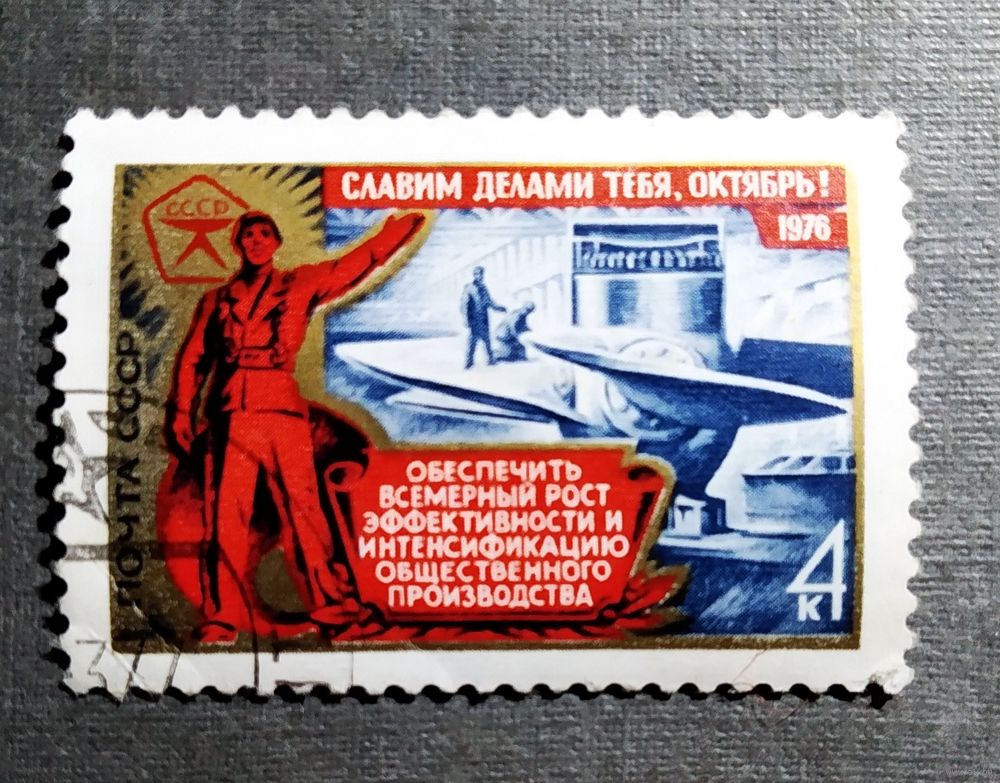 СЛАВИМ ДЕЛАМИ ТЕБЯ, ОКТЯБРЬ!
1976
СССР
ПОЧТА СССР
ОБЕСПЕЧИТЬ
ВСЕМЕРНЫЙ РОСТ
ЭФФЕКТИВНОСТИ И
ИНТЕНСИФИКАЦИЮ
ОБЩЕСТВЕННОГО
ПРОИЗВОДСТВА
4
К